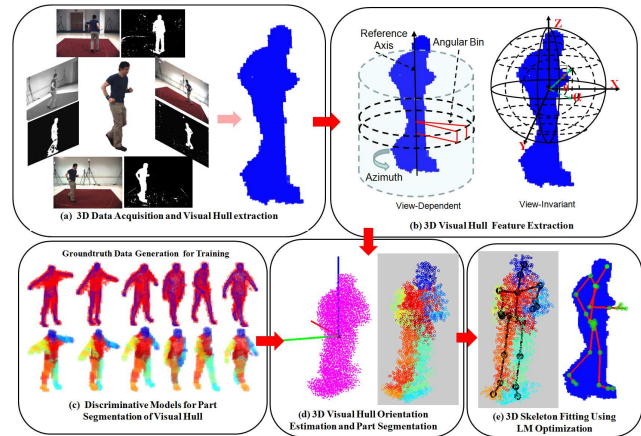 (a) 3D Data Acquisition and Visual Hull extraction
Reference
Axis
Angular Bin
Azimuth
View-Dependent
Z
X
Y
View-Invariant
(b) 3D Visual Hull Feature Extraction
Groundtruth Data Generation for Training
(c) Discriminative Models for Part
Segmentation of Visual Hull
(d) 3D Visual Hull Orientation
Estimation and Part Segmentation
(e) 3D Skeleton Fitting Using
LM Optimization